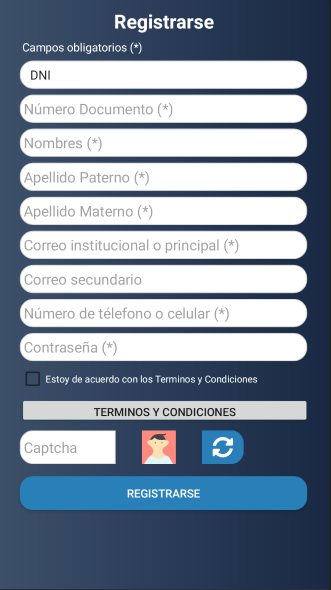 Registrarse
Campos obligatorios (*)
DNI
Número Documento (*)
Nombres (*)
Apellido Paterno (*)
Apellido Materno (*)
Correo institucional o principal (*)
Correo secundario
Número de télefono o celular (*)
Contraseña (*)
Estoy de acuerdo con los Terminos y Condiciones
TERMINOS Y CONDICIONES
Captcha
REGISTRARSE